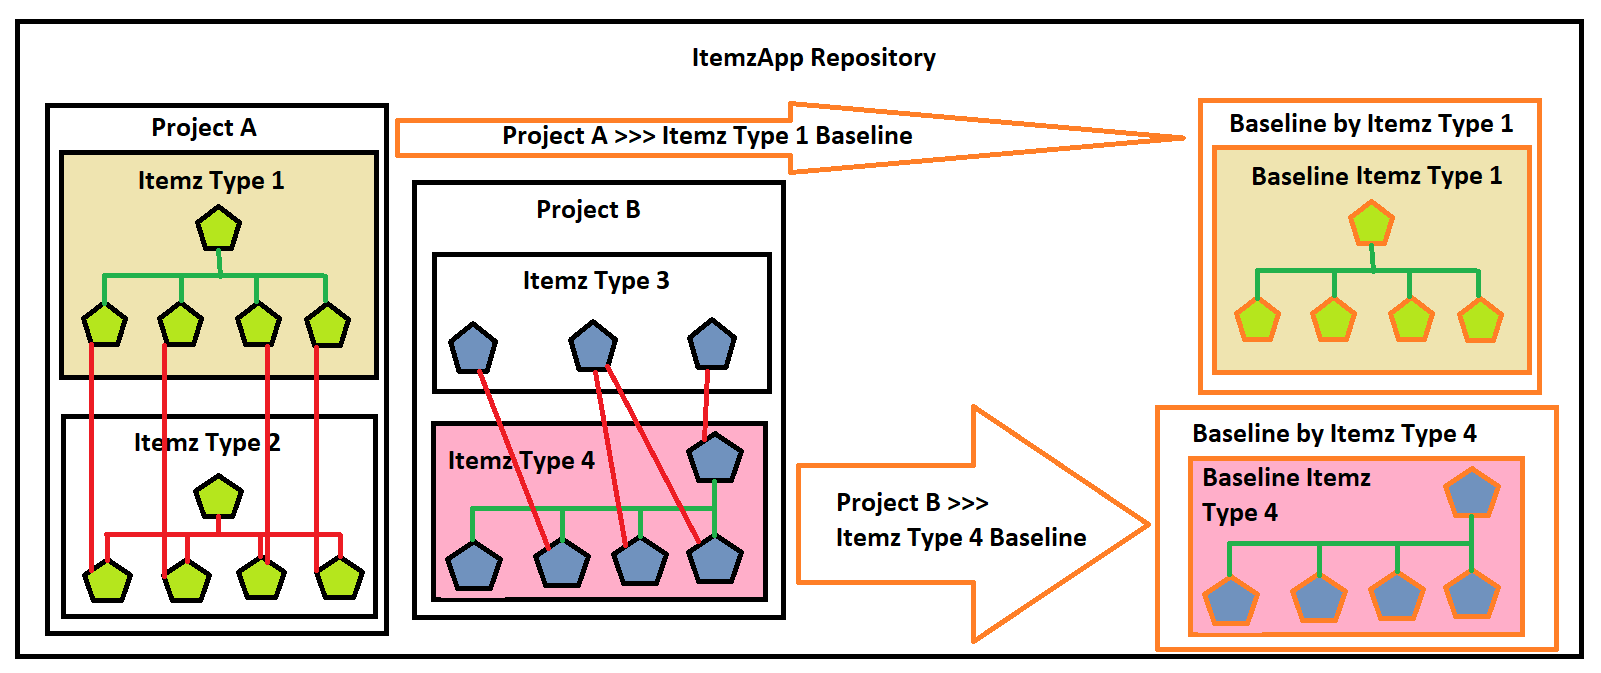 ItemzApp Repository
Project A
Itemz Type 1
Itemz Type 2
Project A >>> Itemz Type 1 Baseline
Project B
Itemz Type 3
Itemz Type 4
Project B >>>
Itemz Type 4 Baseline
Baseline by Itemz Type 1
Baseline Itemz Type 1
Baseline by Itemz Type 4
Baseline Itemz
Type 4